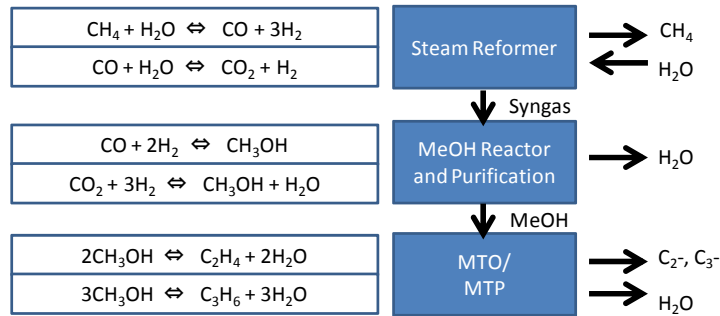 CH₄ + H₂O ⇔ CO + 3H₂
CO + H₂O ⇔ CO₂ + H₂
Steam Reformer
CH₄
H₂O
Syngas
CO + 2H₂ ⇔ CH₃OH
CO₂ + 3H₂ ⇔ CH₃OH + H₂O
MeOH Reactor
and Purification
H₂O
MeOH
2CH₃OH ⇔ C₂H₄ + 2H₂O
3CH₃OH ⇔ C₃H₆ + 3H₂O
MTO/
MTP
C₂-, C₃-
H₂O